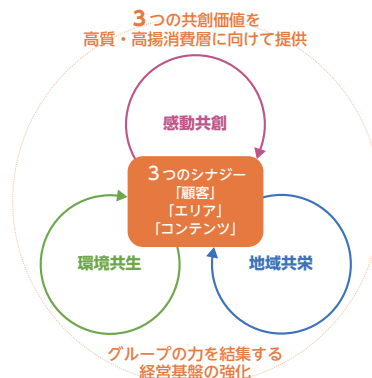 3つの共創価値を
高質・高揚消費層に向けて提供
感動共創
3つのシナジー
「顧客」
「エリア」
「コンテンツ」
環境共生
地域共栄
グループの力を結集する
経営基盤の強化